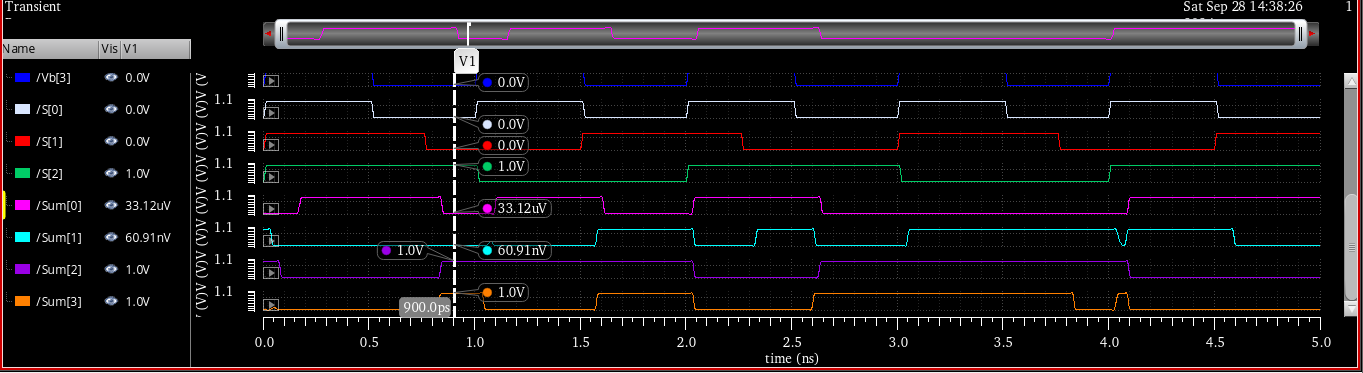 Transient
Sat Sep 28 14:38:26
1
Name Vis V1
V1
/Vb[3] 0.0V
0.0V
/S[0] 0.0V
1.1
0.0V
/S[1] 0.0V
1.1
0.0V
/S[2] 1.0V
1.1
1.0V
/Sum[0] 33.12uV
1.1
33.12uV
/Sum[1] 60.91nV
1.1
1.0V
60.91nV
/Sum[2] 1.0V
1.1
/Sum[3] 1.0V
1.1
1.0V
900.0ps
0.0 0.5 1.0 1.5 2.0 2.5 3.0 3.5 4.0 4.5 5.0
time (ns)